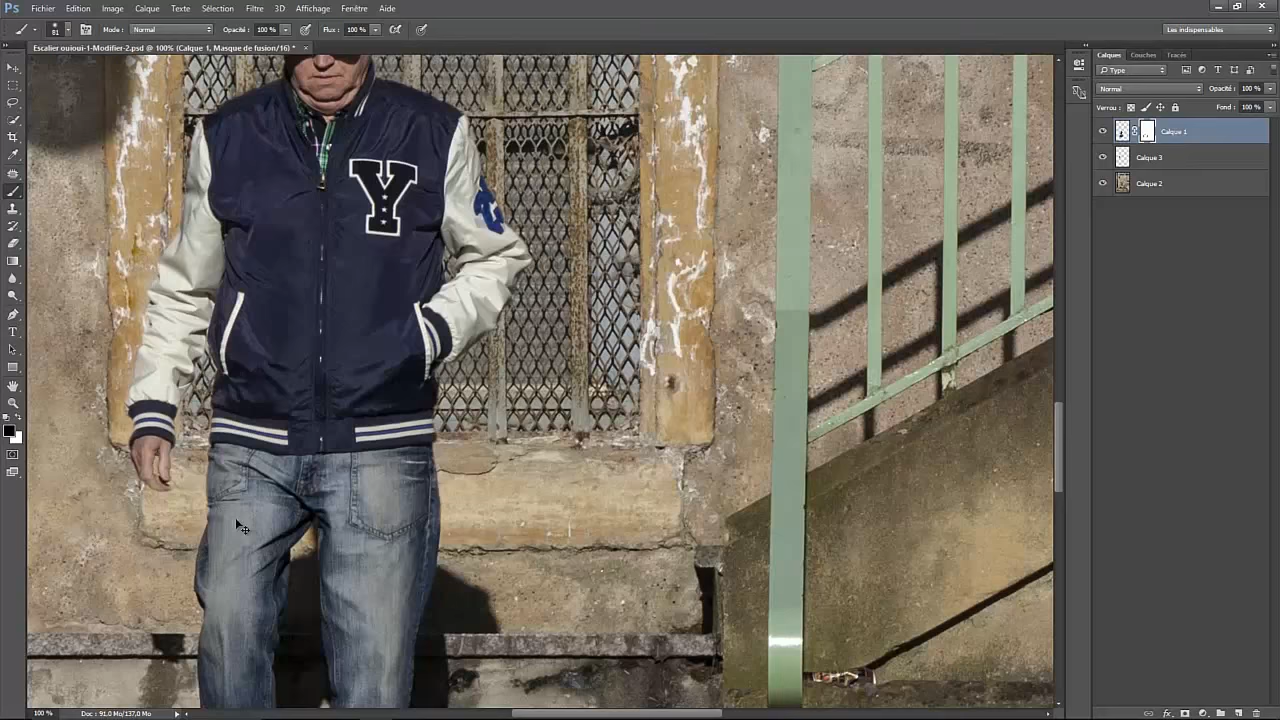 Ps Fichier Edition Image Calque Texte Sélection Filtre 3D Affichage Fenêtre Aide
81 Mode : Normal Opacité : 100 % Flux : 100 % Les indispensables
Escalier ouioui-1-Modifier-2.psd @ 100% (Calque 1, Masque de fusion/16) * ×
Calques Couches Tracés
Type
Normal Opacité : 100 %
Verrou : Fond : 100 %
Calque 1
Calque 3
Calque 2
Y
100 % Doc : 91.0 Mo/137,0 Mo